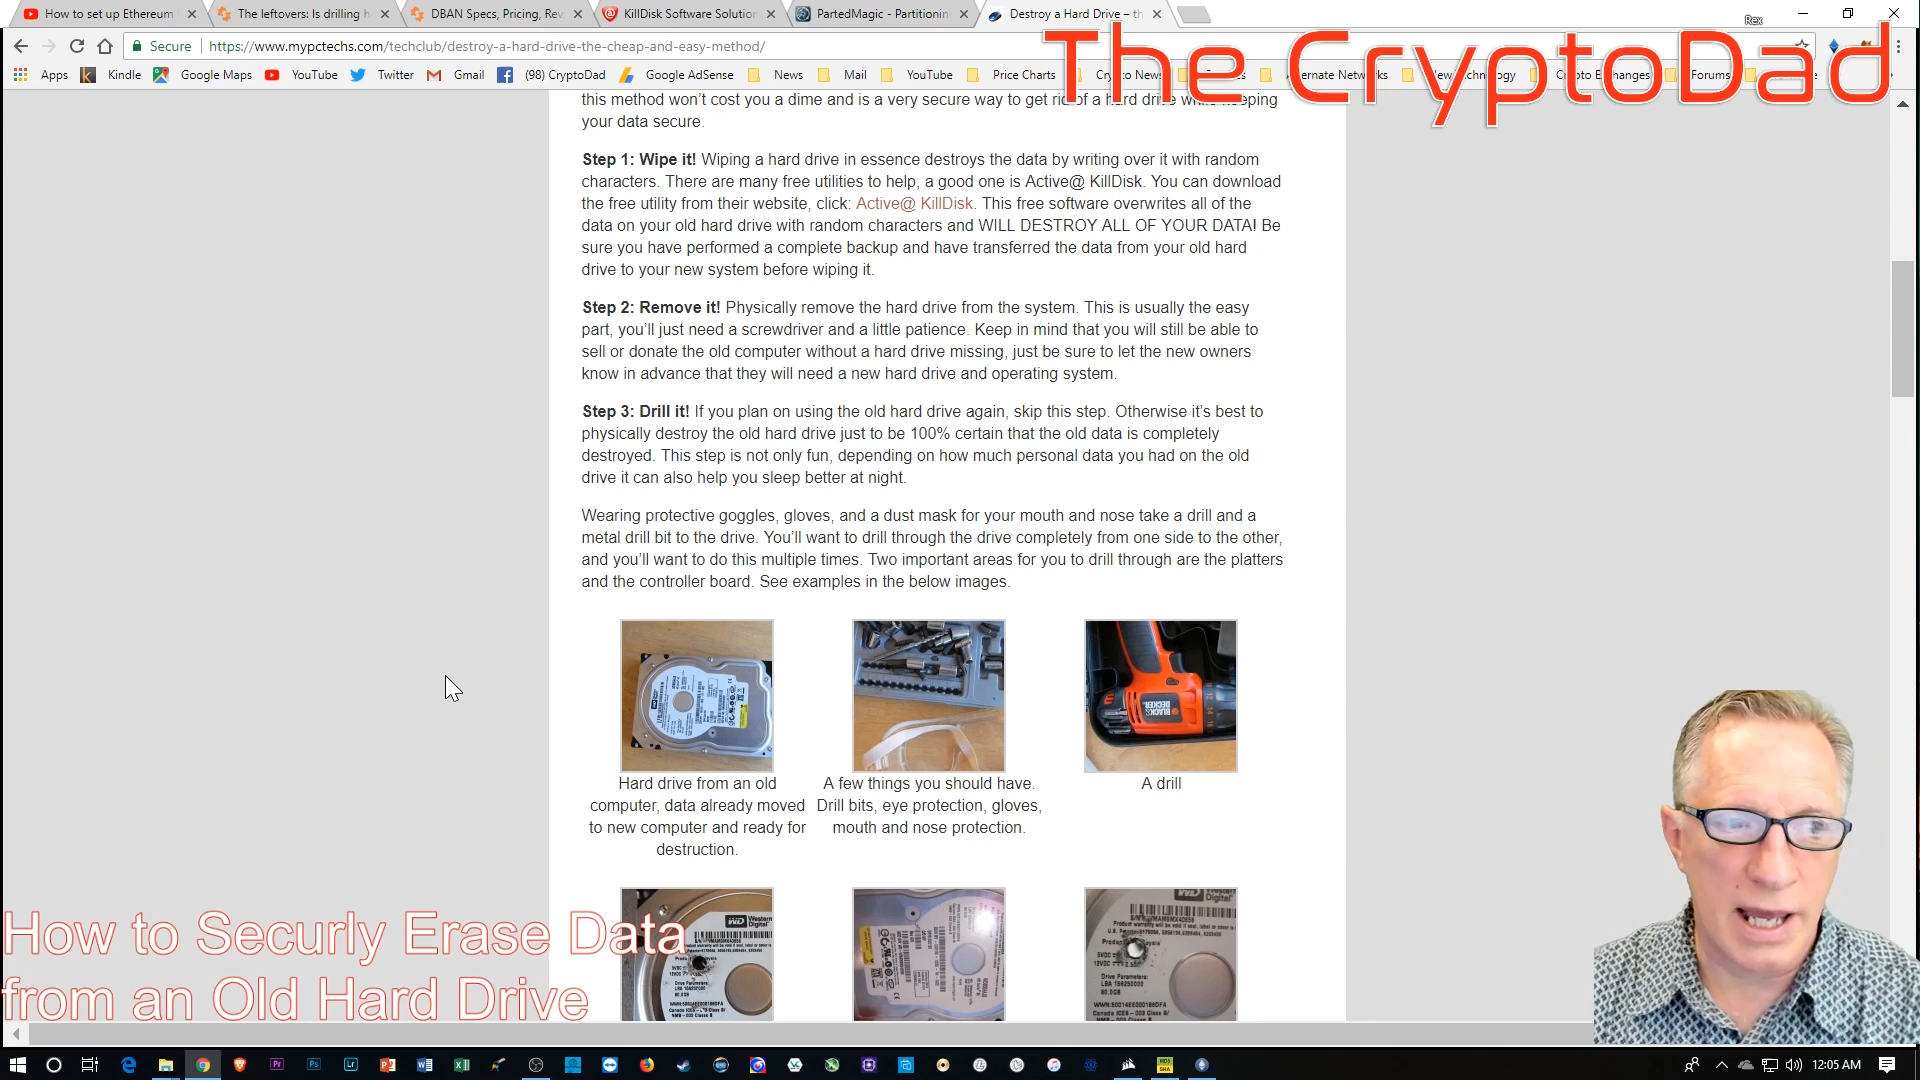 How to set up Ethereum
The leftovers: Is drilling h
DBAN Specs, Pricing, Rev
KillDisk Software Solution
PartedMagic - Partitionin
Destroy a Hard Drive – th
Rex
Secure https://www.mypctechs.com/techclub/destroy-a-hard-drive-the-cheap-and-easy-method/
The CryptoDad
Apps Kindle Google Maps YouTube Twitter Gmail (98) CryptoDad Google AdSense News Mail YouTube Price Charts Crypto News Alternate Networks New Technology Crypto Exchanges Forums
this method won't cost you a dime and is a very secure way to get rid of a hard drive while keeping
your data secure.
Step 1: Wipe it! Wiping a hard drive in essence destroys the data by writing over it with random
characters. There are many free utilities to help, a good one is Active@ KillDisk. You can download
the free utility from their website, click: Active@ KillDisk. This free software overwrites all of the
data on your old hard drive with random characters and WILL DESTROY ALL OF YOUR DATA! Be
sure you have performed a complete backup and have transferred the data from your old hard
drive to your new system before wiping it.
Step 2: Remove it! Physically remove the hard drive from the system. This is usually the easy
part, you'll just need a screwdriver and a little patience. Keep in mind that you will still be able to
sell or donate the old computer without a hard drive missing, just be sure to let the new owners
know in advance that they will need a new hard drive and operating system.
Step 3: Drill it! If you plan on using the old hard drive again, skip this step. Otherwise it's best to
physically destroy the old hard drive just to be 100% certain that the old data is completely
destroyed. This step is not only fun, depending on how much personal data you had on the old
drive it can also help you sleep better at night.
Wearing protective goggles, gloves, and a dust mask for your mouth and nose take a drill and a
metal drill bit to the drive. You'll want to drill through the drive completely from one side to the other,
and you'll want to do this multiple times. Two important areas for you to drill through are the platters
and the controller board. See examples in the below images.
BLACK & DECKER
Hard drive from an old
computer, data already moved
to new computer and ready for
destruction.
A few things you should have.
Drill bits, eye protection, gloves,
mouth and nose protection.
A drill
How to Securly Erase Data
from an Old Hard Drive
Western
Digital
Drive Parameters:
LBA 156250000
80.0GB
12:05 AM